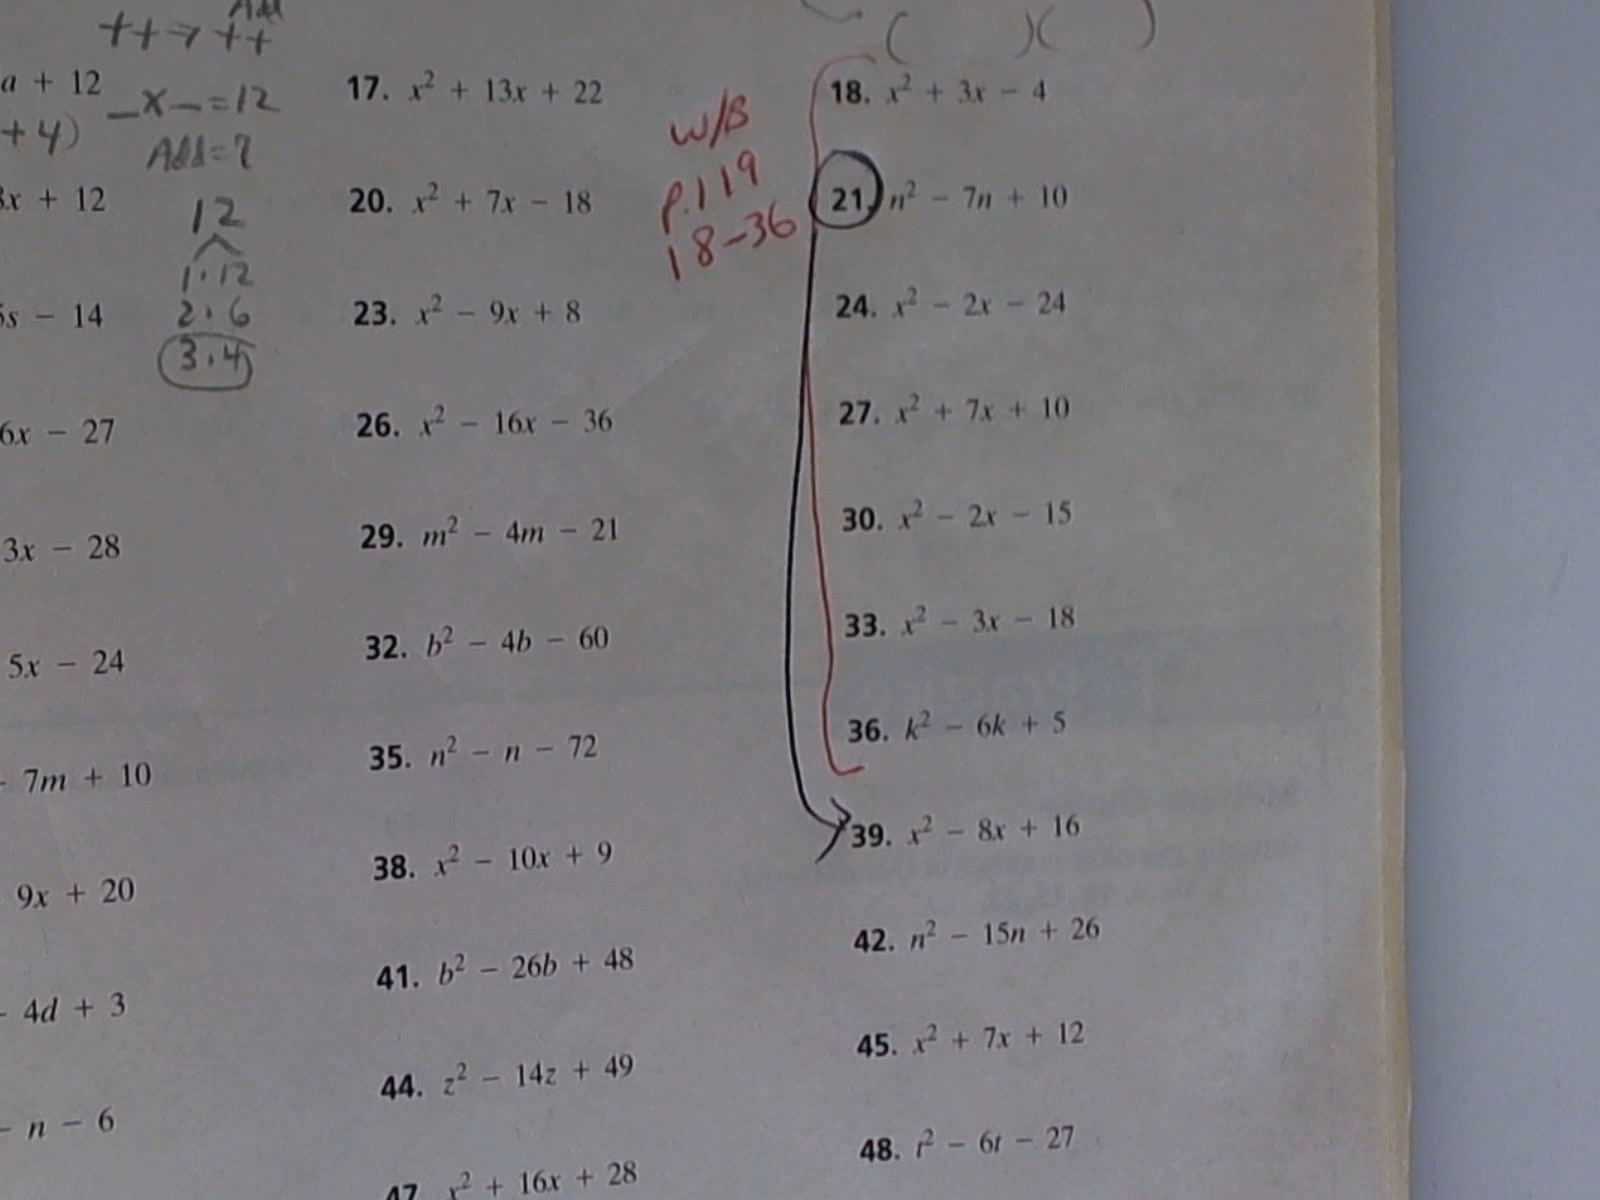 Add
++ → ++
( )( )
a + 12
_x_=12
17. x² + 13x + 22
18. x² + 3x − 4
+4)
Add=7
W/B
p.119
18-36
x + 12
12
20. x² + 7x − 18
21. n² − 7n + 10
1·12
2·6
3·4
s − 14
23. x² − 9x + 8
24. x² − 2x − 24
6x − 27
26. x² − 16x − 36
27. x² + 7x + 10
3x − 28
29. m² − 4m − 21
30. x² − 2x − 15
5x − 24
32. b² − 4b − 60
33. x² − 3x − 18
- 7m + 10
35. n² − n − 72
36. k² − 6k + 5
9x + 20
38. x² − 10x + 9
39. x² − 8x + 16
- 4d + 3
41. b² − 26b + 48
42. n² − 15n + 26
− n − 6
44. z² − 14z + 49
45. x² + 7x + 12
47. x² + 16x + 28
48. t² − 6t − 27